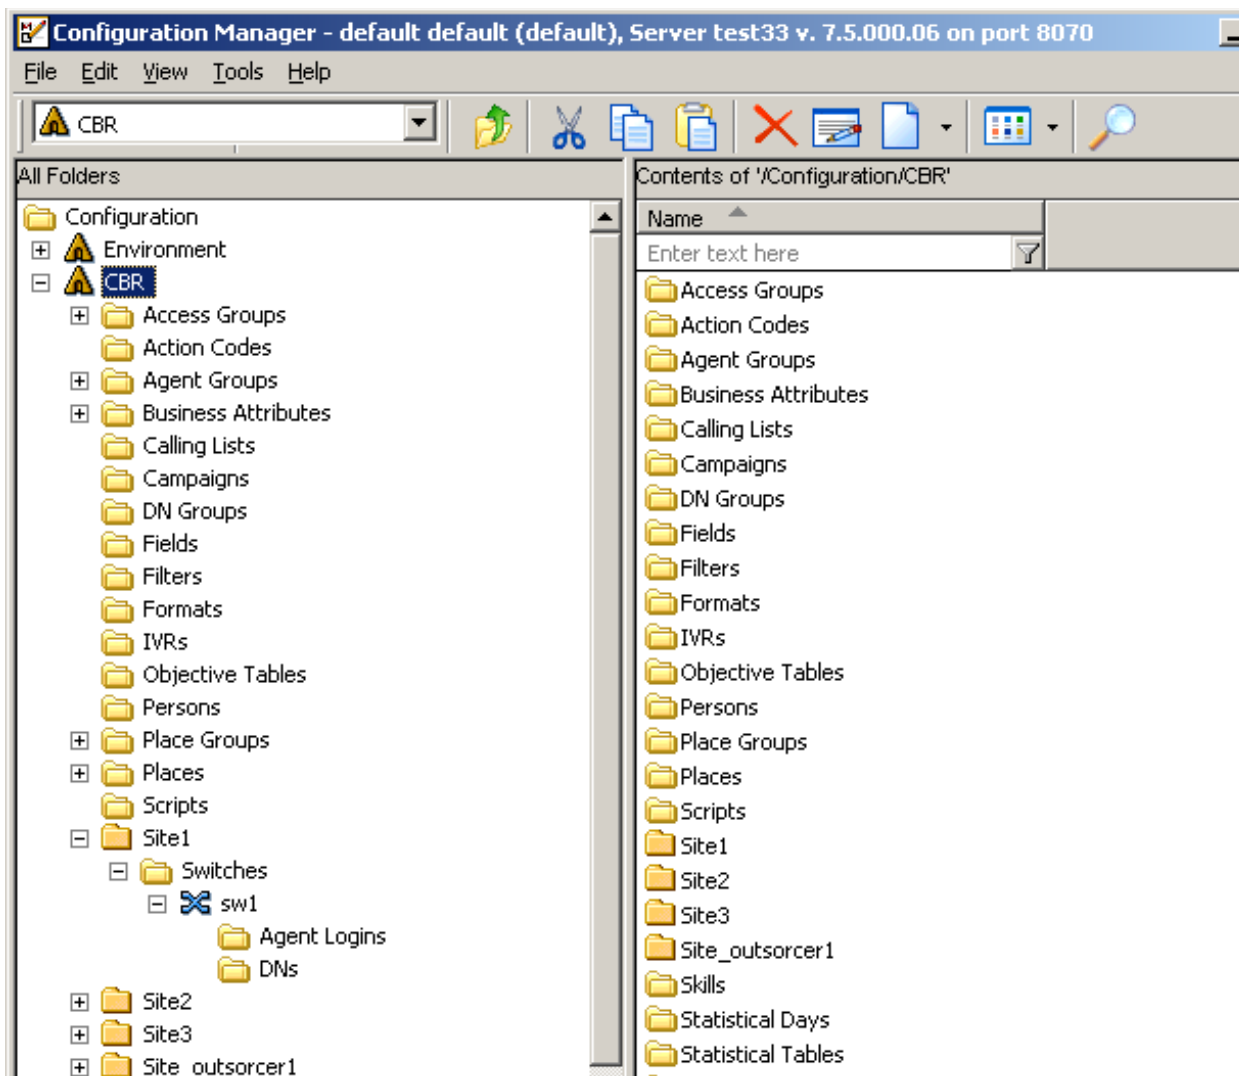 Configuration Manager - default default (default), Server test33 v. 7.5.000.06 on port 8070
File Edit View Tools Help
CBR
All Folders
Configuration
Environment
CBR
Access Groups
Action Codes
Agent Groups
Business Attributes
Calling Lists
Campaigns
DN Groups
Fields
Filters
Formats
IVRs
Objective Tables
Persons
Place Groups
Places
Scripts
Site1
Switches
sw1
Agent Logins
DNs
Site2
Site3
Site_outsorcer1
Contents of '/Configuration/CBR'
Name
Enter text here
Access Groups
Action Codes
Agent Groups
Business Attributes
Calling Lists
Campaigns
DN Groups
Fields
Filters
Formats
IVRs
Objective Tables
Persons
Place Groups
Places
Scripts
Site1
Site2
Site3
Site_outsorcer1
Skills
Statistical Days
Statistical Tables